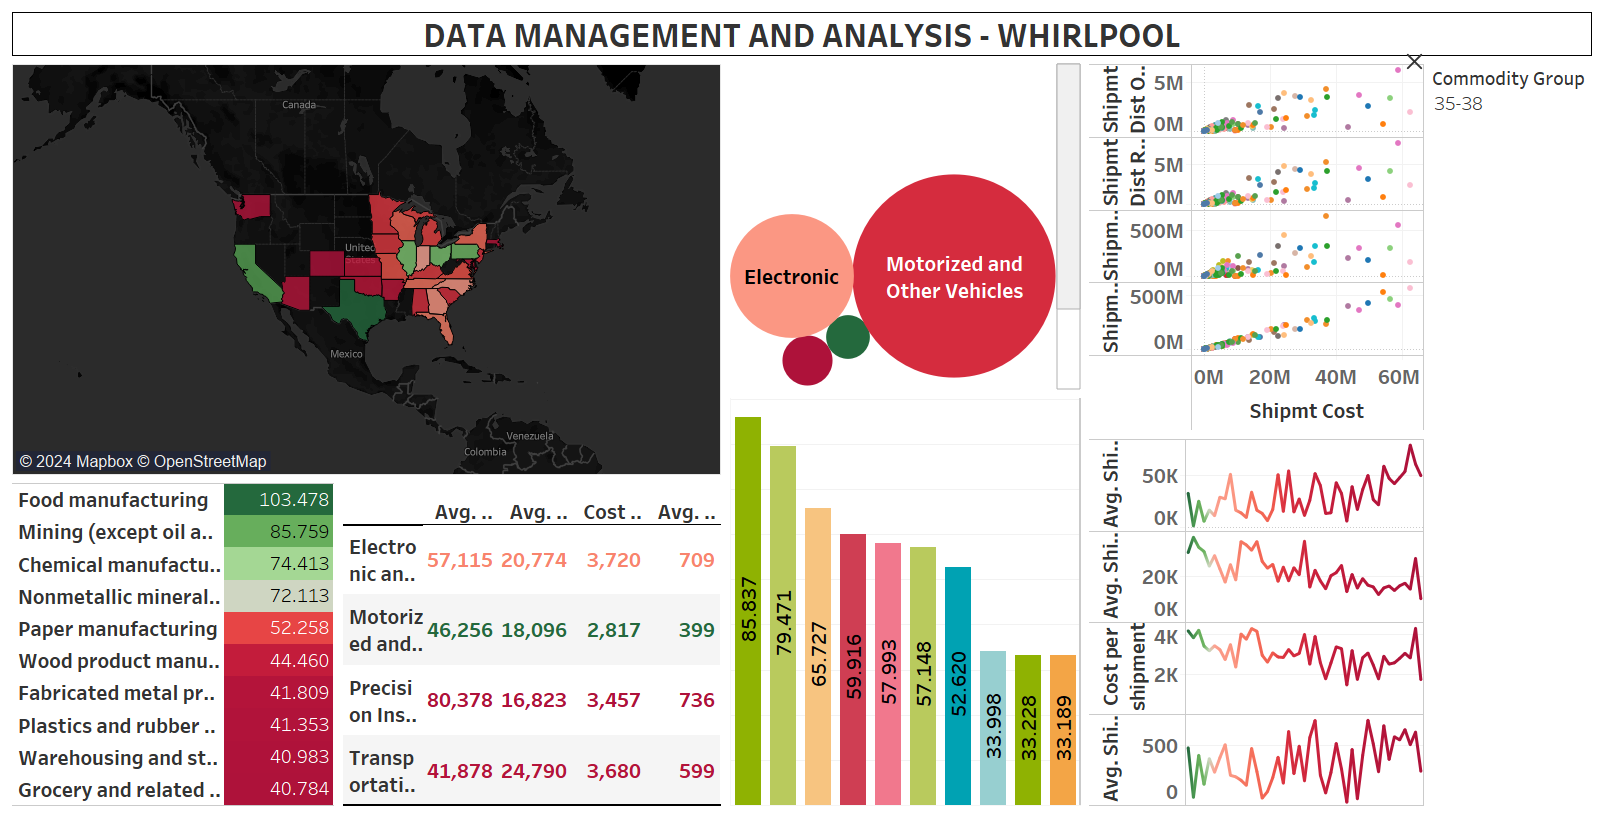 DATA MANAGEMENT AND ANALYSIS - WHIRLPOOL
Canada
United
States
Mexico
Venezuela
Colombia
© 2024 Mapbox © OpenStreetMap
Food manufacturing 103.478
Mining (except oil a.. 85.759
Chemical manufactu.. 74.413
Nonmetallic mineral.. 72.113
Paper manufacturing 52.258
Wood product manu.. 44.460
Fabricated metal pr.. 41.809
Plastics and rubber .. 41.353
Warehousing and st.. 40.983
Grocery and related .. 40.784
Avg. .. Avg. .. Cost .. Avg. ..
Electro
nic an.. 57,115 20,774 3,720 709
Motoriz
ed and.. 46,256 18,096 2,817 399
Precisi
on Ins.. 80,378 16,823 3,457 736
Transp
ortati.. 41,878 24,790 3,680 599
Electronic
Motorized and
Other Vehicles
85.837
79.471
65.727
59.916
57.993
57.148
52.620
33.998
33.228
33.189
Shipmt
Dist O..
5M
0M
Shipmt
Dist R..
5M
0M
Shipm..
500M
0M
Shipm..
500M
0M
0M 20M 40M 60M
Shipmt Cost
Avg. Shi..
50K
0K
Avg. Shi..
20K
0K
Cost per
shipment
4K
2K
Avg. Shi..
500
0
Commodity Group
35-38